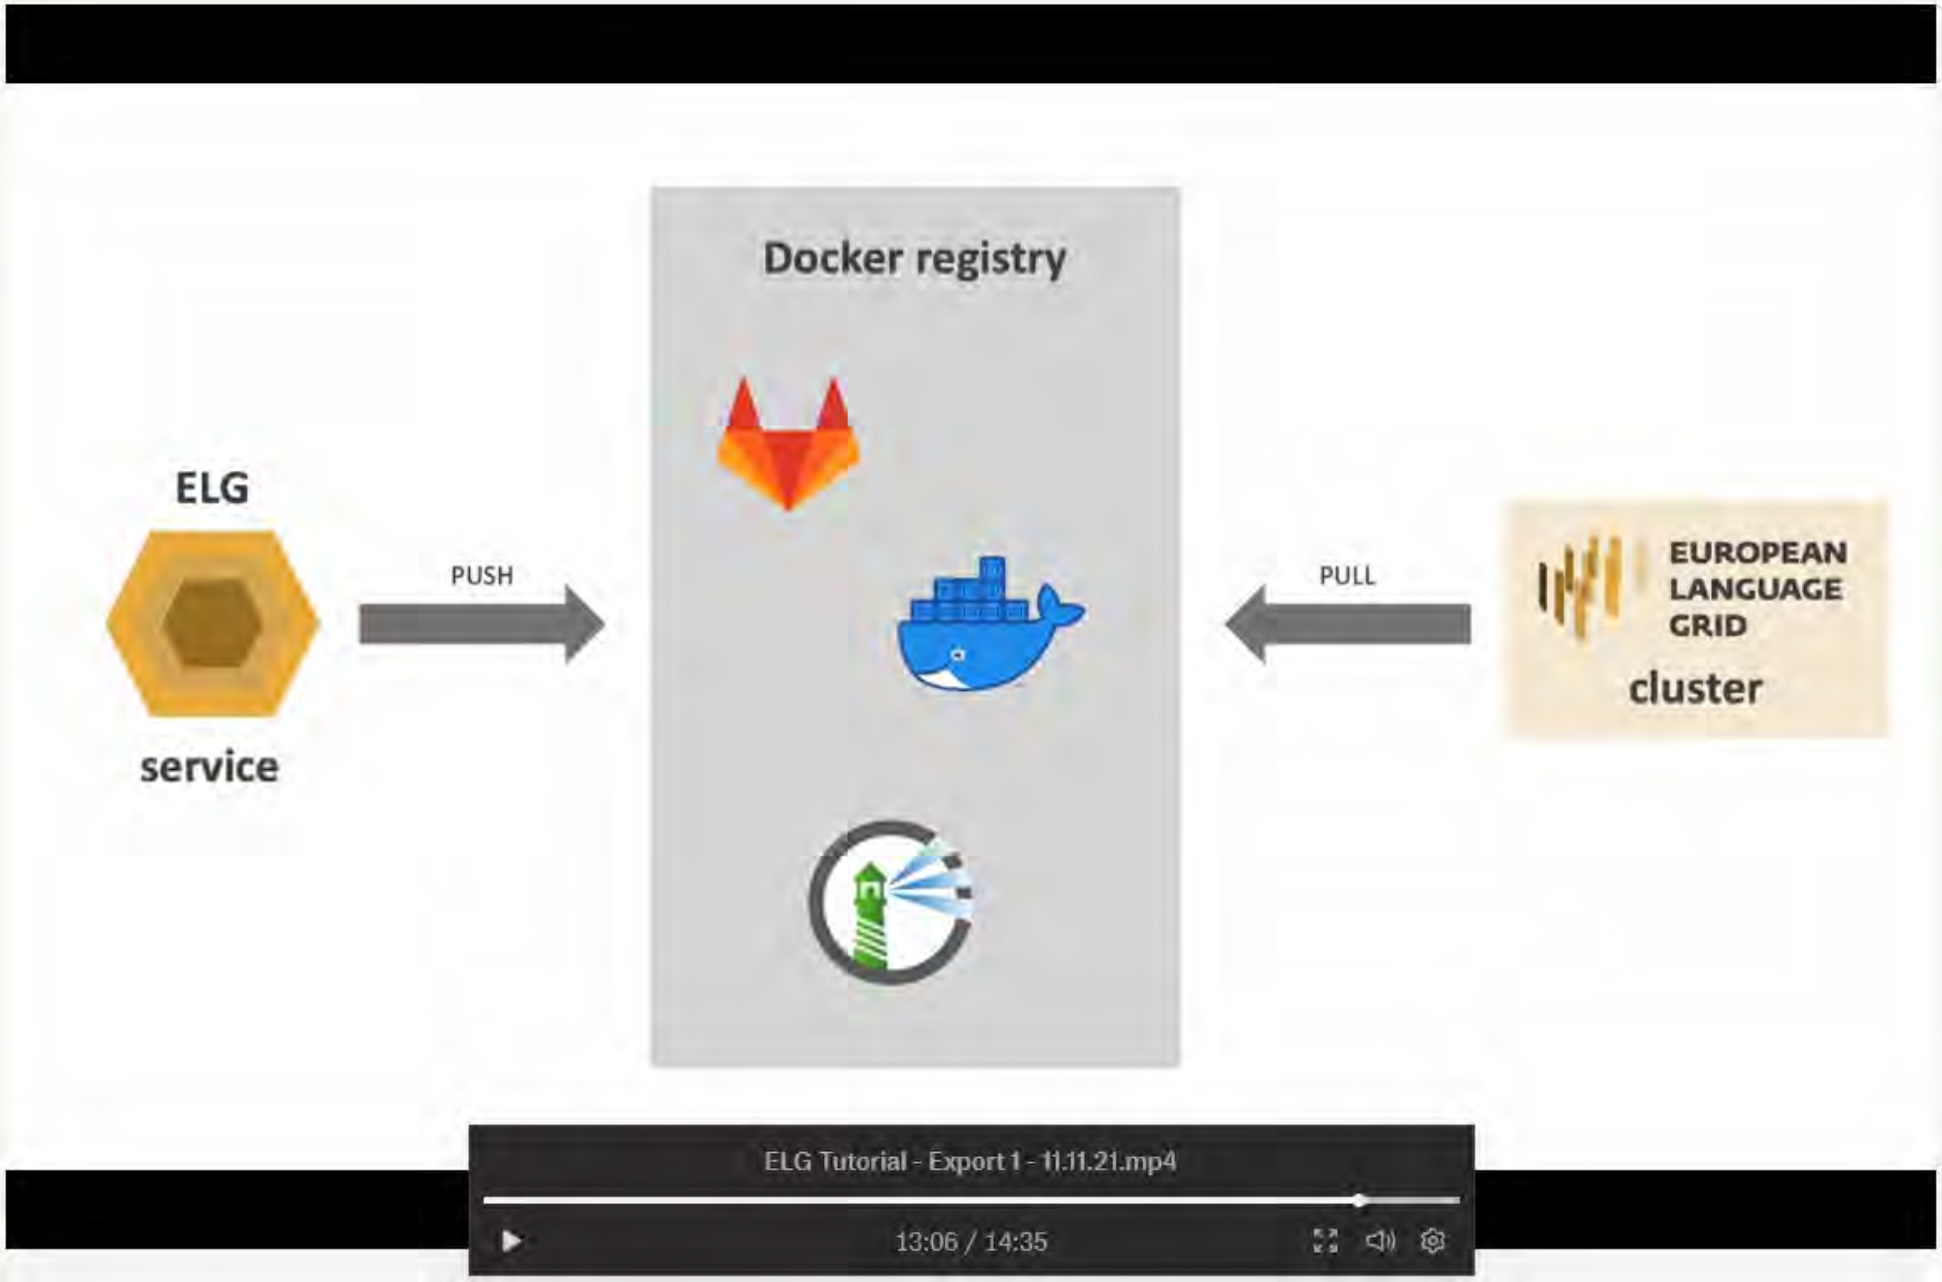 Docker registry
ELG
service
PUSH
PULL
EUROPEAN
LANGUAGE
GRID
cluster
ELG Tutorial - Export 1 - 11.11.21.mp4
13:06 / 14:35